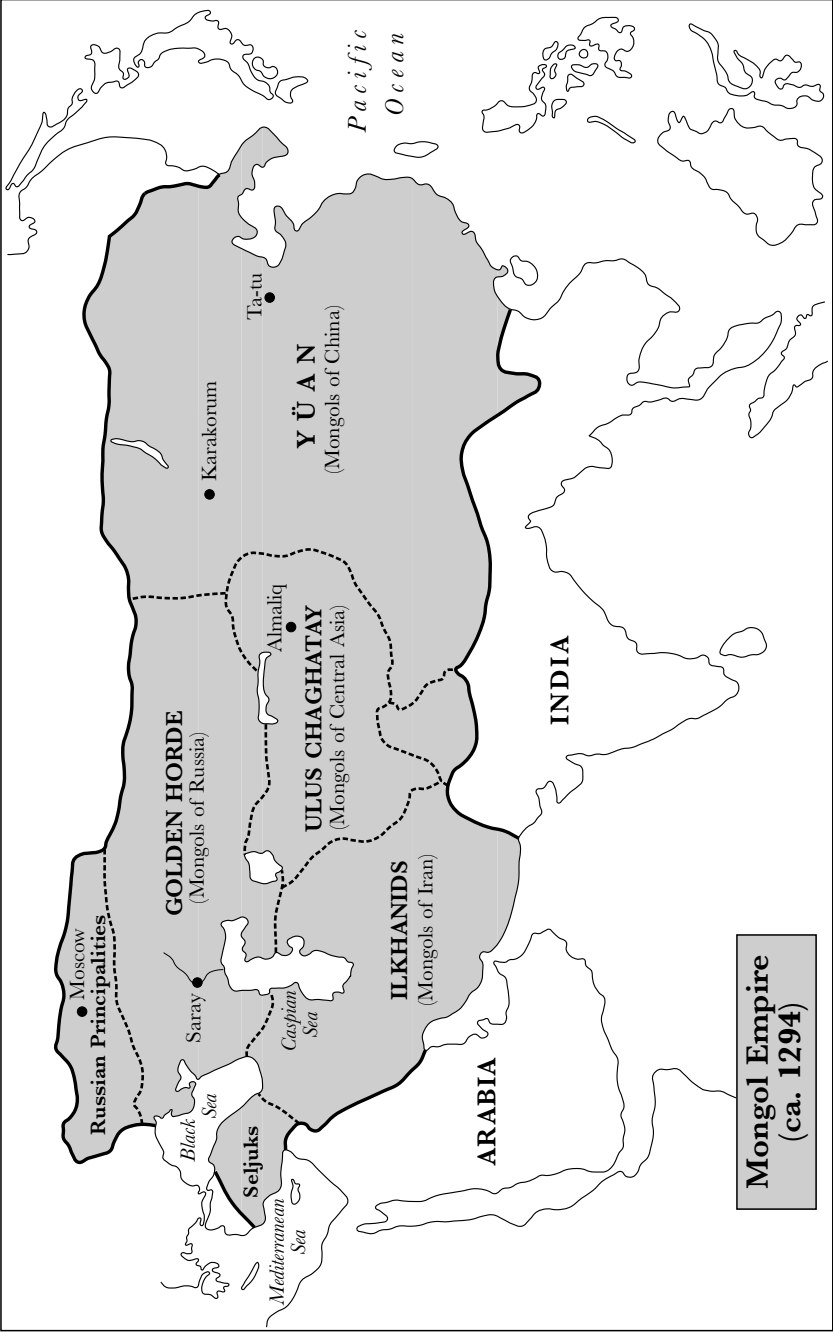 Pacific
Ocean
Ta-tu
Karakorum
YÜAN
(Mongols of China)
Almaliq
ULUS CHAGHATAY
(Mongols of Central Asia)
GOLDEN HORDE
(Mongols of Russia)
INDIA
Moscow
Russian Principalities
Saray
Caspian
Sea
ILKHANIDS
(Mongols of Iran)
Black
Sea
Seljuks
Mediterranean
Sea
ARABIA
Mongol Empire
(ca. 1294)